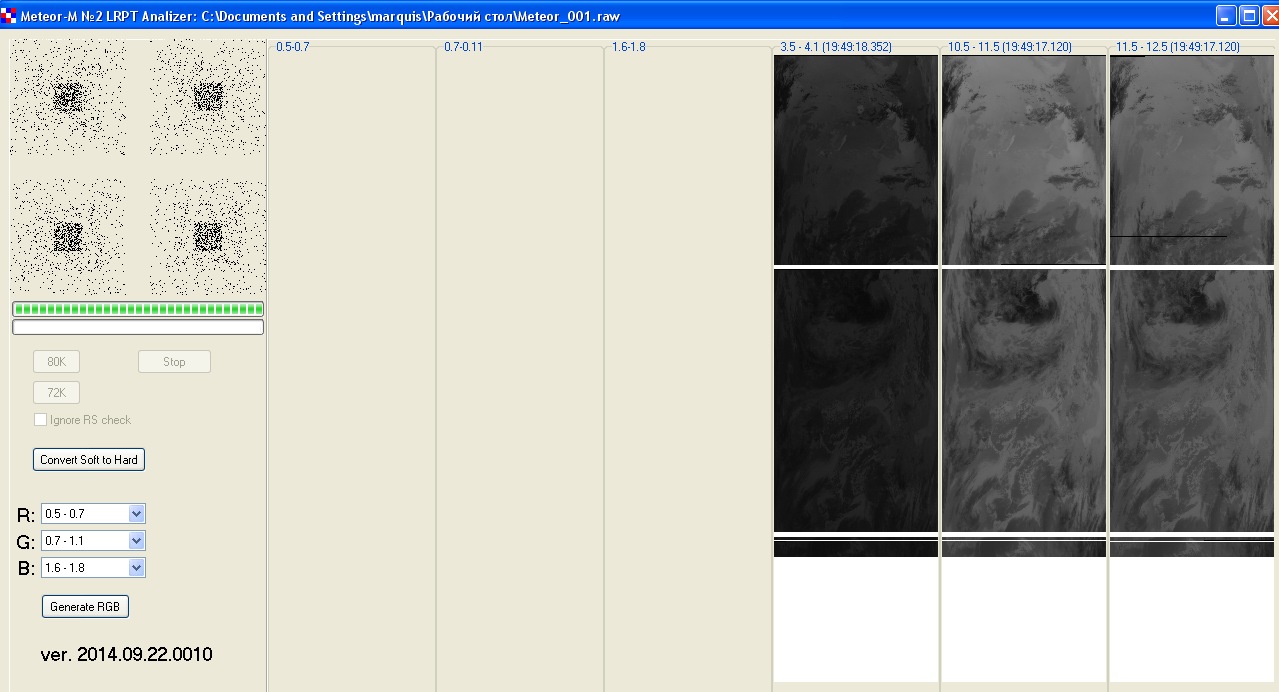 Meteor-M №2 LRPT Analizer: C:\Documents and Settings\marquis\Рабочий стол\Meteor_001.raw
0.5-0.7
0.7-0.11
1.6-1.8
3.5 - 4.1 (19:49:18.352)
10.5 - 11.5 (19:49:17.120)
11.5 - 12.5 (19:49:17.120)
80K
Stop
72K
Ignore RS check
Convert Soft to Hard
R: 0.5 - 0.7
G: 0.7 - 1.1
B: 1.6 - 1.8
Generate RGB
ver. 2014.09.22.0010